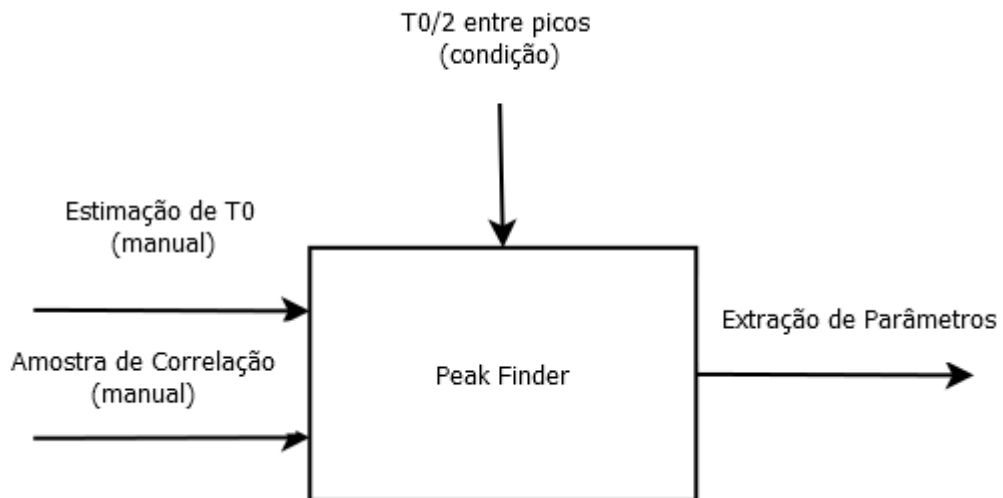 T0/2 entre picos
(condição)
Estimação de T0
(manual)
Amostra de Correlação
(manual)
Peak Finder
Extração de Parâmetros